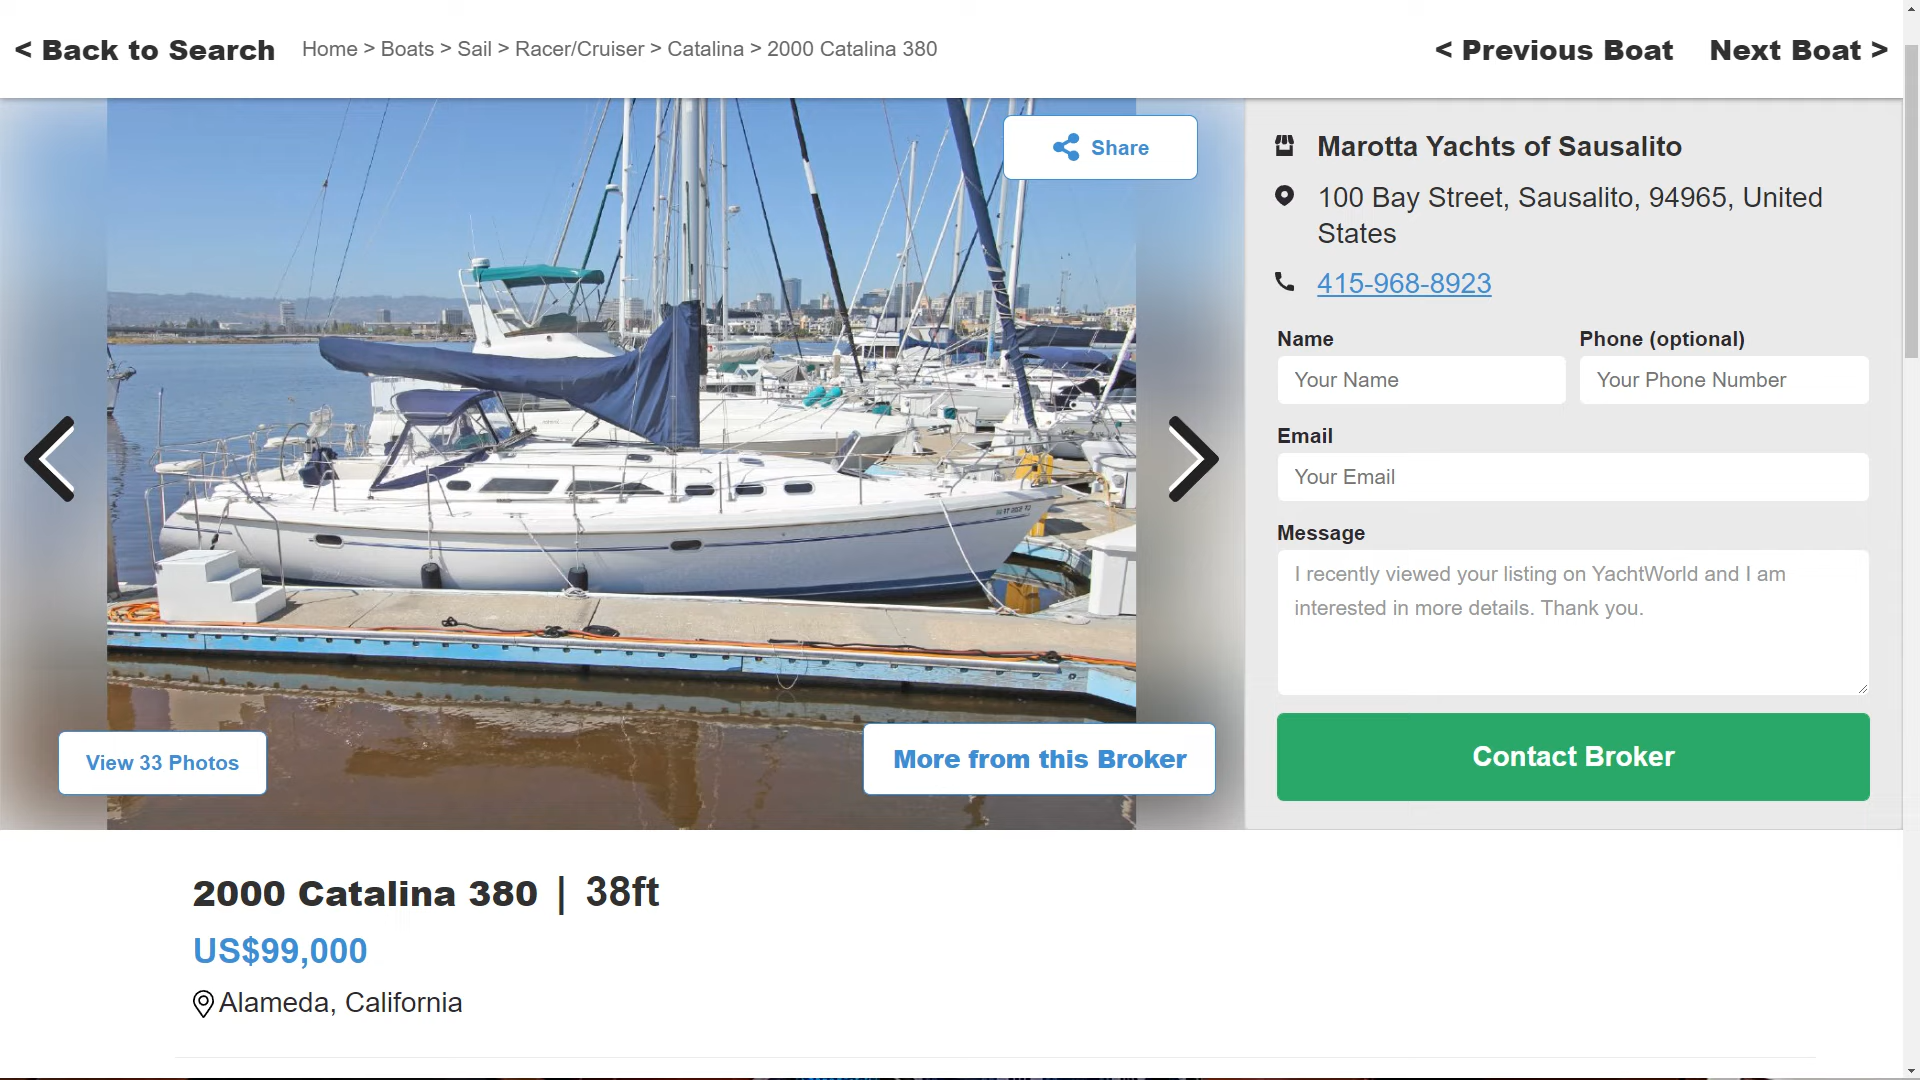 < Back to Search
Home > Boats > Sail > Racer/Cruiser > Catalina > 2000 Catalina 380
< Previous Boat
Next Boat >
Share
View 33 Photos
More from this Broker
Marotta Yachts of Sausalito
100 Bay Street, Sausalito, 94965, United
States
415-968-8923
Name
Phone (optional)
Your Name
Your Phone Number
Email
Your Email
Message
I recently viewed your listing on YachtWorld and I am
interested in more details. Thank you.
Contact Broker
2000 Catalina 380 | 38ft
US$99,000
Alameda, California